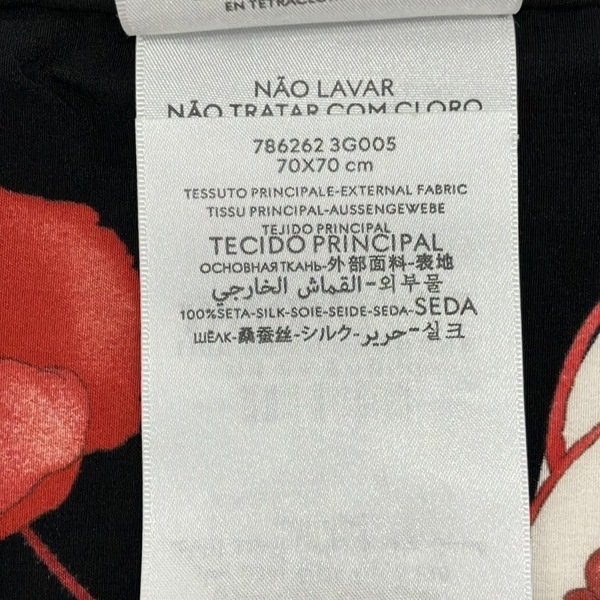 EN TETRACLO
NÃO LAVAR
NÃO TRATAR COM CLORO
786262 3G005
70X70 cm
TESSUTO PRINCIPALE-EXTERNAL FABRIC
TISSU PRINCIPAL-AUSSENGEWEBE
TEJIDO PRINCIPAL
TECIDO PRINCIPAL
ОСНОВНАЯ ТКАНЬ-外部面料-表地
القماش الخارجي-외부물
100%SETA-SILK-SOIE-SEIDE-SEDA-SEDA
ШЁЛК-桑蚕丝-シルク-حرير-실크